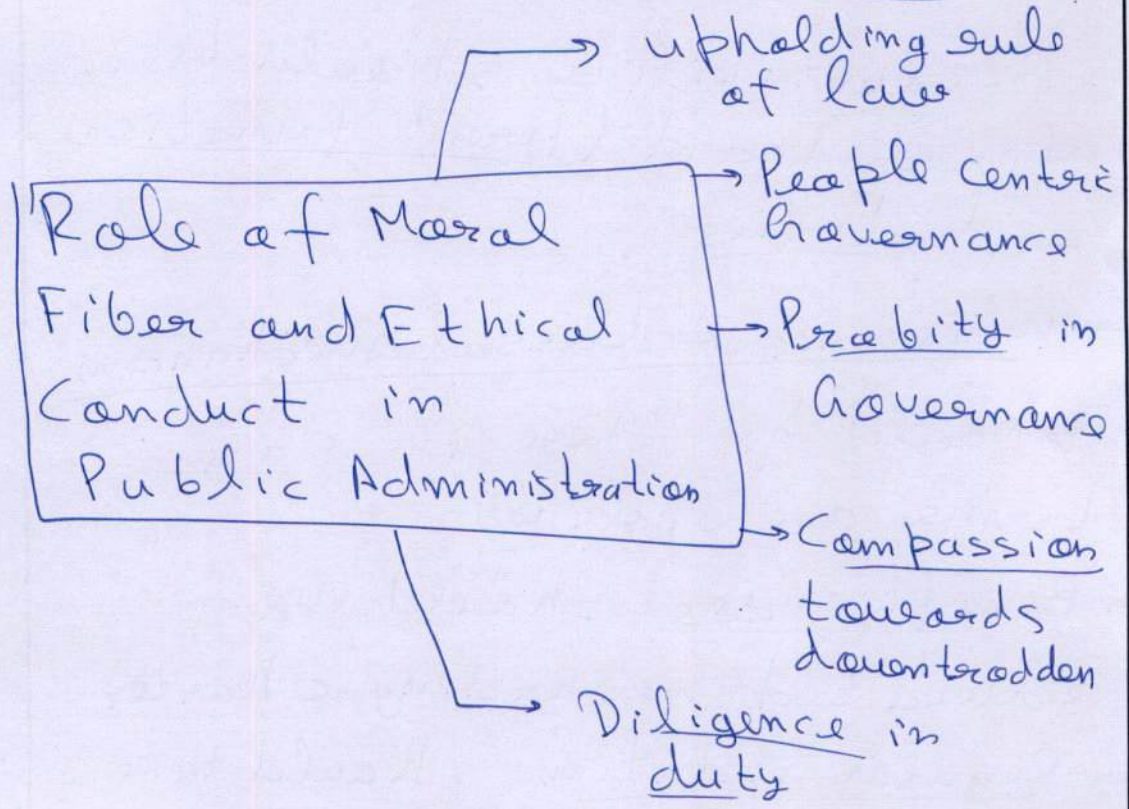 upholding rule
of law
Role of Moral
Fiber and Ethical
Conduct in
Public Administration
People Centric
Governance
Probity in
Governance
Compassion
towards
downtrodden
Diligence in
duty